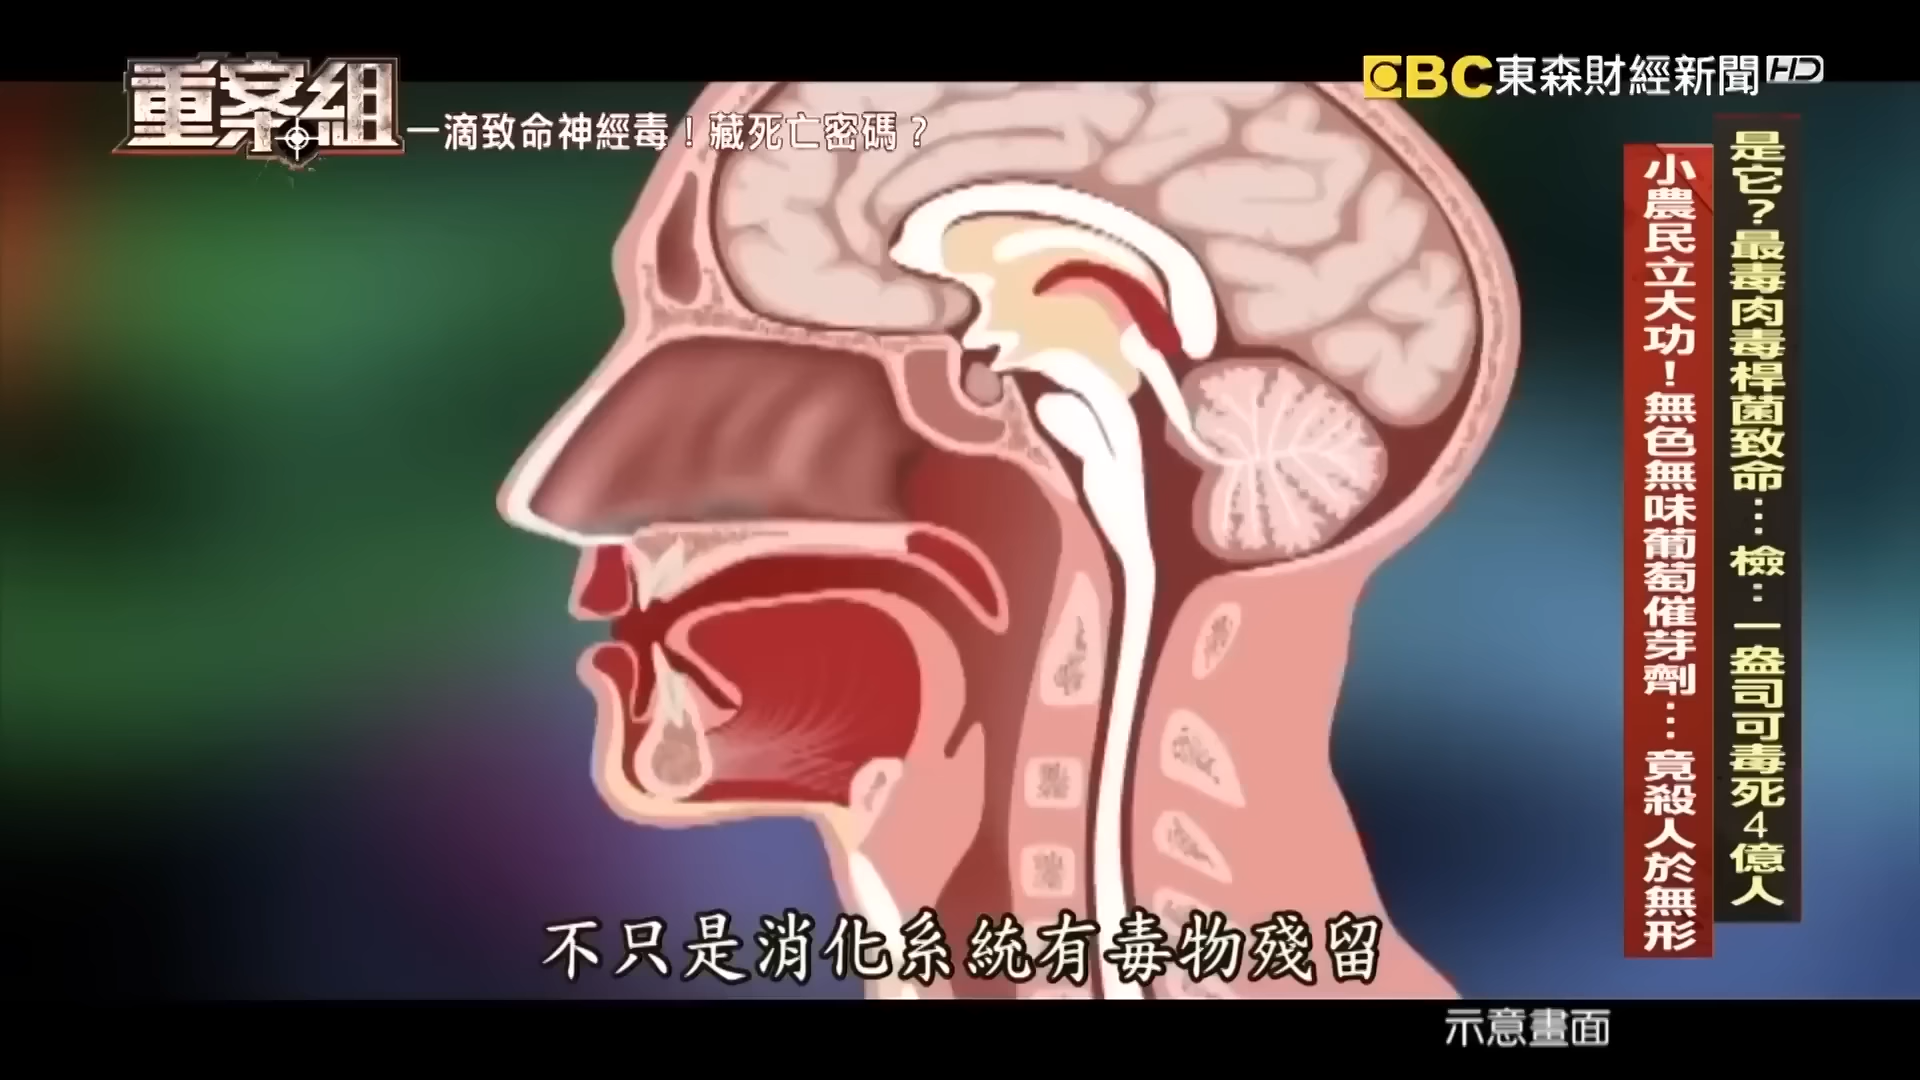 重案組
一滴致命神經毒！藏死亡密碼？
EBC東森財經新聞HD
是它？最毒肉毒桿菌致命…檢：一盎司可毒死4億人
小農民立大功！無色無味葡萄催芽劑…竟殺人於無形
不只是消化系統有毒物殘留
示意畫面